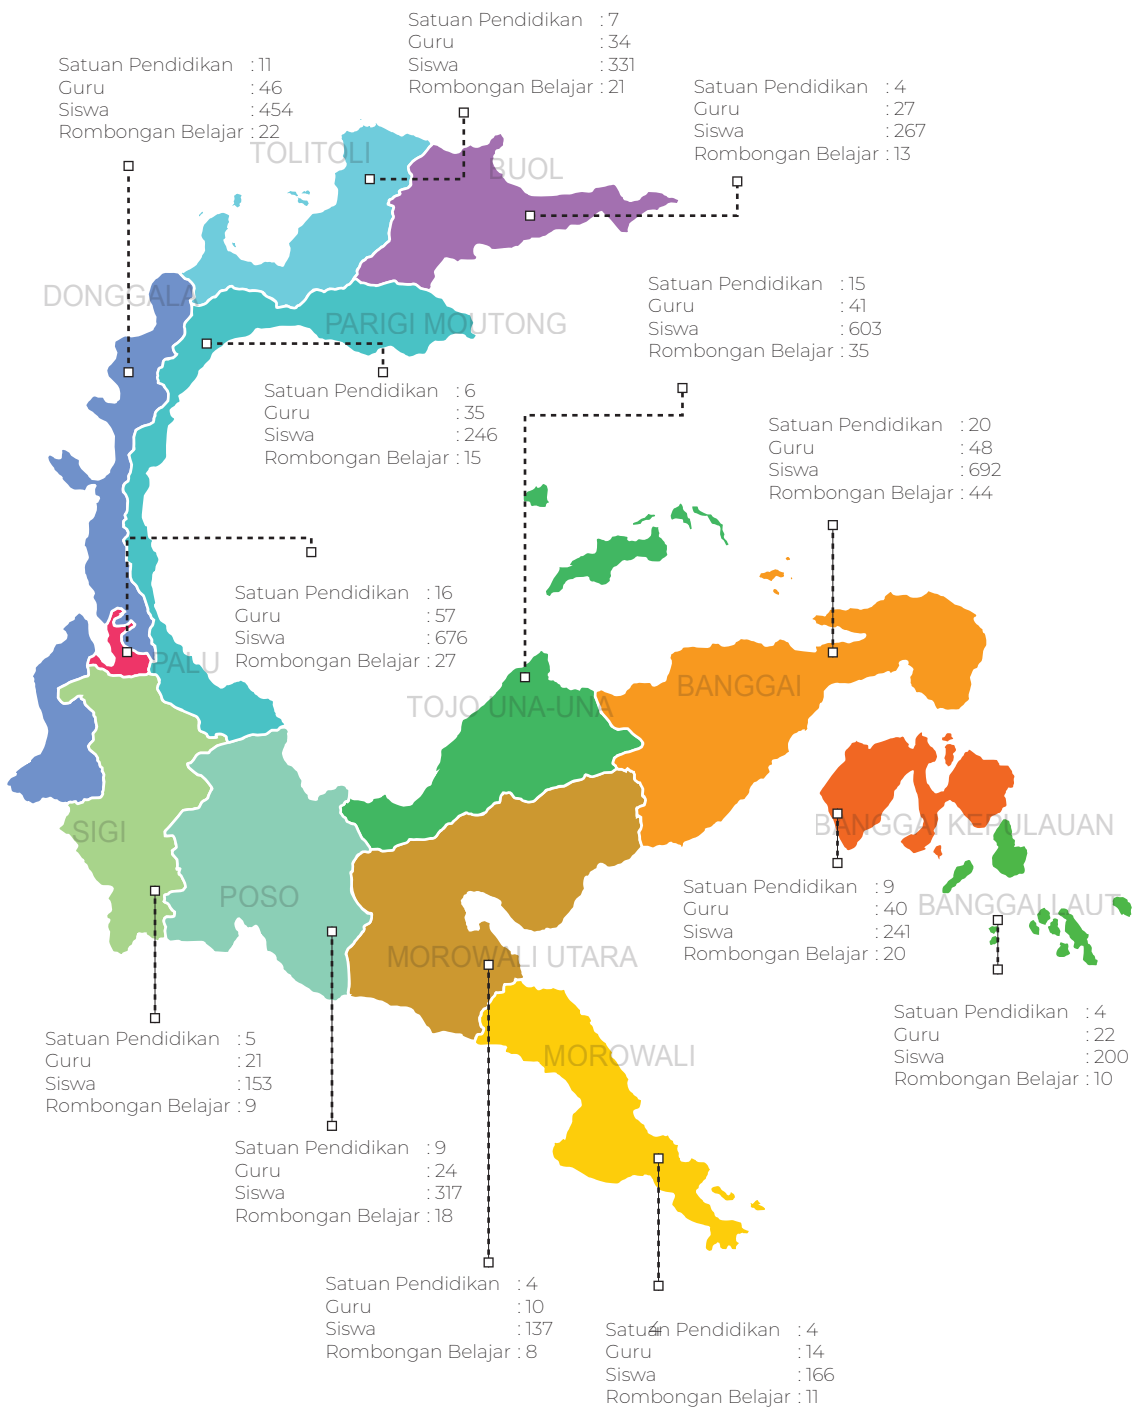 Satuan Pendidikan : 7
Guru : 34
Siswa : 331
Rombongan Belajar : 21
Satuan Pendidikan : 11
Guru : 46
Siswa : 454
Rombongan Belajar : 22
Satuan Pendidikan : 4
Guru : 27
Siswa : 267
Rombongan Belajar : 13
TOLITOLI
BUOL
DONGGALA
PARIGI MOUTONG
Satuan Pendidikan : 15
Guru : 41
Siswa : 603
Rombongan Belajar : 35
Satuan Pendidikan : 6
Guru : 35
Siswa : 246
Rombongan Belajar : 15
Satuan Pendidikan : 20
Guru : 48
Siswa : 692
Rombongan Belajar : 44
Satuan Pendidikan : 16
Guru : 57
Siswa : 676
Rombongan Belajar : 27
PALU
TOJO UNA-UNA
BANGGAI
SIGI
POSO
BANGGAI KEPULAUAN
Satuan Pendidikan : 9
Guru : 40
Siswa : 241
Rombongan Belajar : 20
BANGGAI LAUT
MOROWALI UTARA
MOROWALI
Satuan Pendidikan : 4
Guru : 22
Siswa : 200
Rombongan Belajar : 10
Satuan Pendidikan : 5
Guru : 21
Siswa : 153
Rombongan Belajar : 9
Satuan Pendidikan : 9
Guru : 24
Siswa : 317
Rombongan Belajar : 18
Satuan Pendidikan : 4
Guru : 10
Siswa : 137
Rombongan Belajar : 8
4
Satuan Pendidikan : 4
Guru : 14
Siswa : 166
Rombongan Belajar : 11